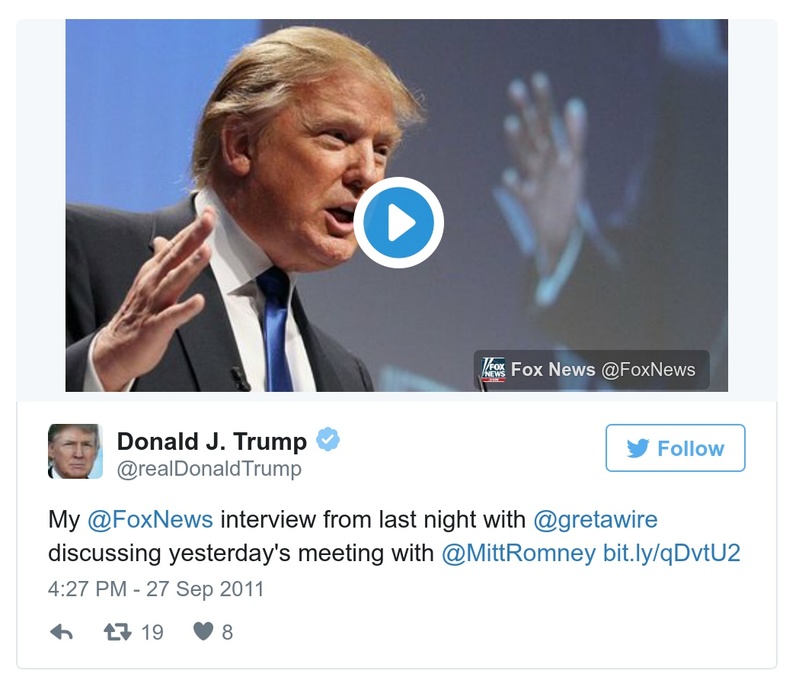 FOX
NEWS
Fox News @FoxNews
Donald J. Trump
@realDonaldTrump
Follow
My @FoxNews interview from last night with @gretawire
discussing yesterday's meeting with @MittRomney bit.ly/qDvtU2
4:27 PM - 27 Sep 2011
19 8